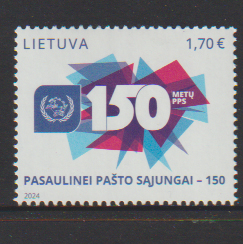 LIETUVA 1,70 €
150
METŲ
PPS
PASAULINEI PAŠTO SĄJUNGAI – 150
2024